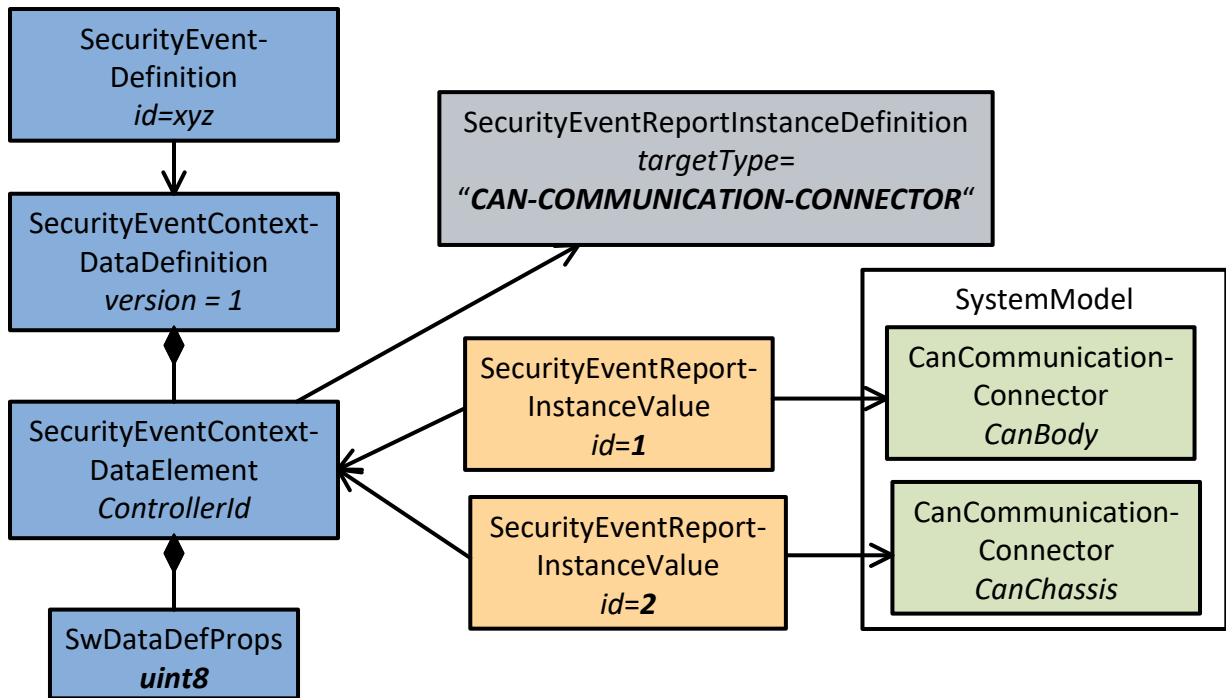 SecurityEvent-
Definition
id=xyz
SecurityEventContext-
DataDefinition
version = 1
SecurityEventContext-
DataElement
ControllerId
SwDataDefProps
uint8
SecurityEventReportInstanceDefinition
targetType=
“CAN-COMMUNICATION-CONNECTOR“
SecurityEventReport-
InstanceValue
id=1
SecurityEventReport-
InstanceValue
id=2
SystemModel
CanCommunication-
Connector
CanBody
CanCommunication-
Connector
CanChassis